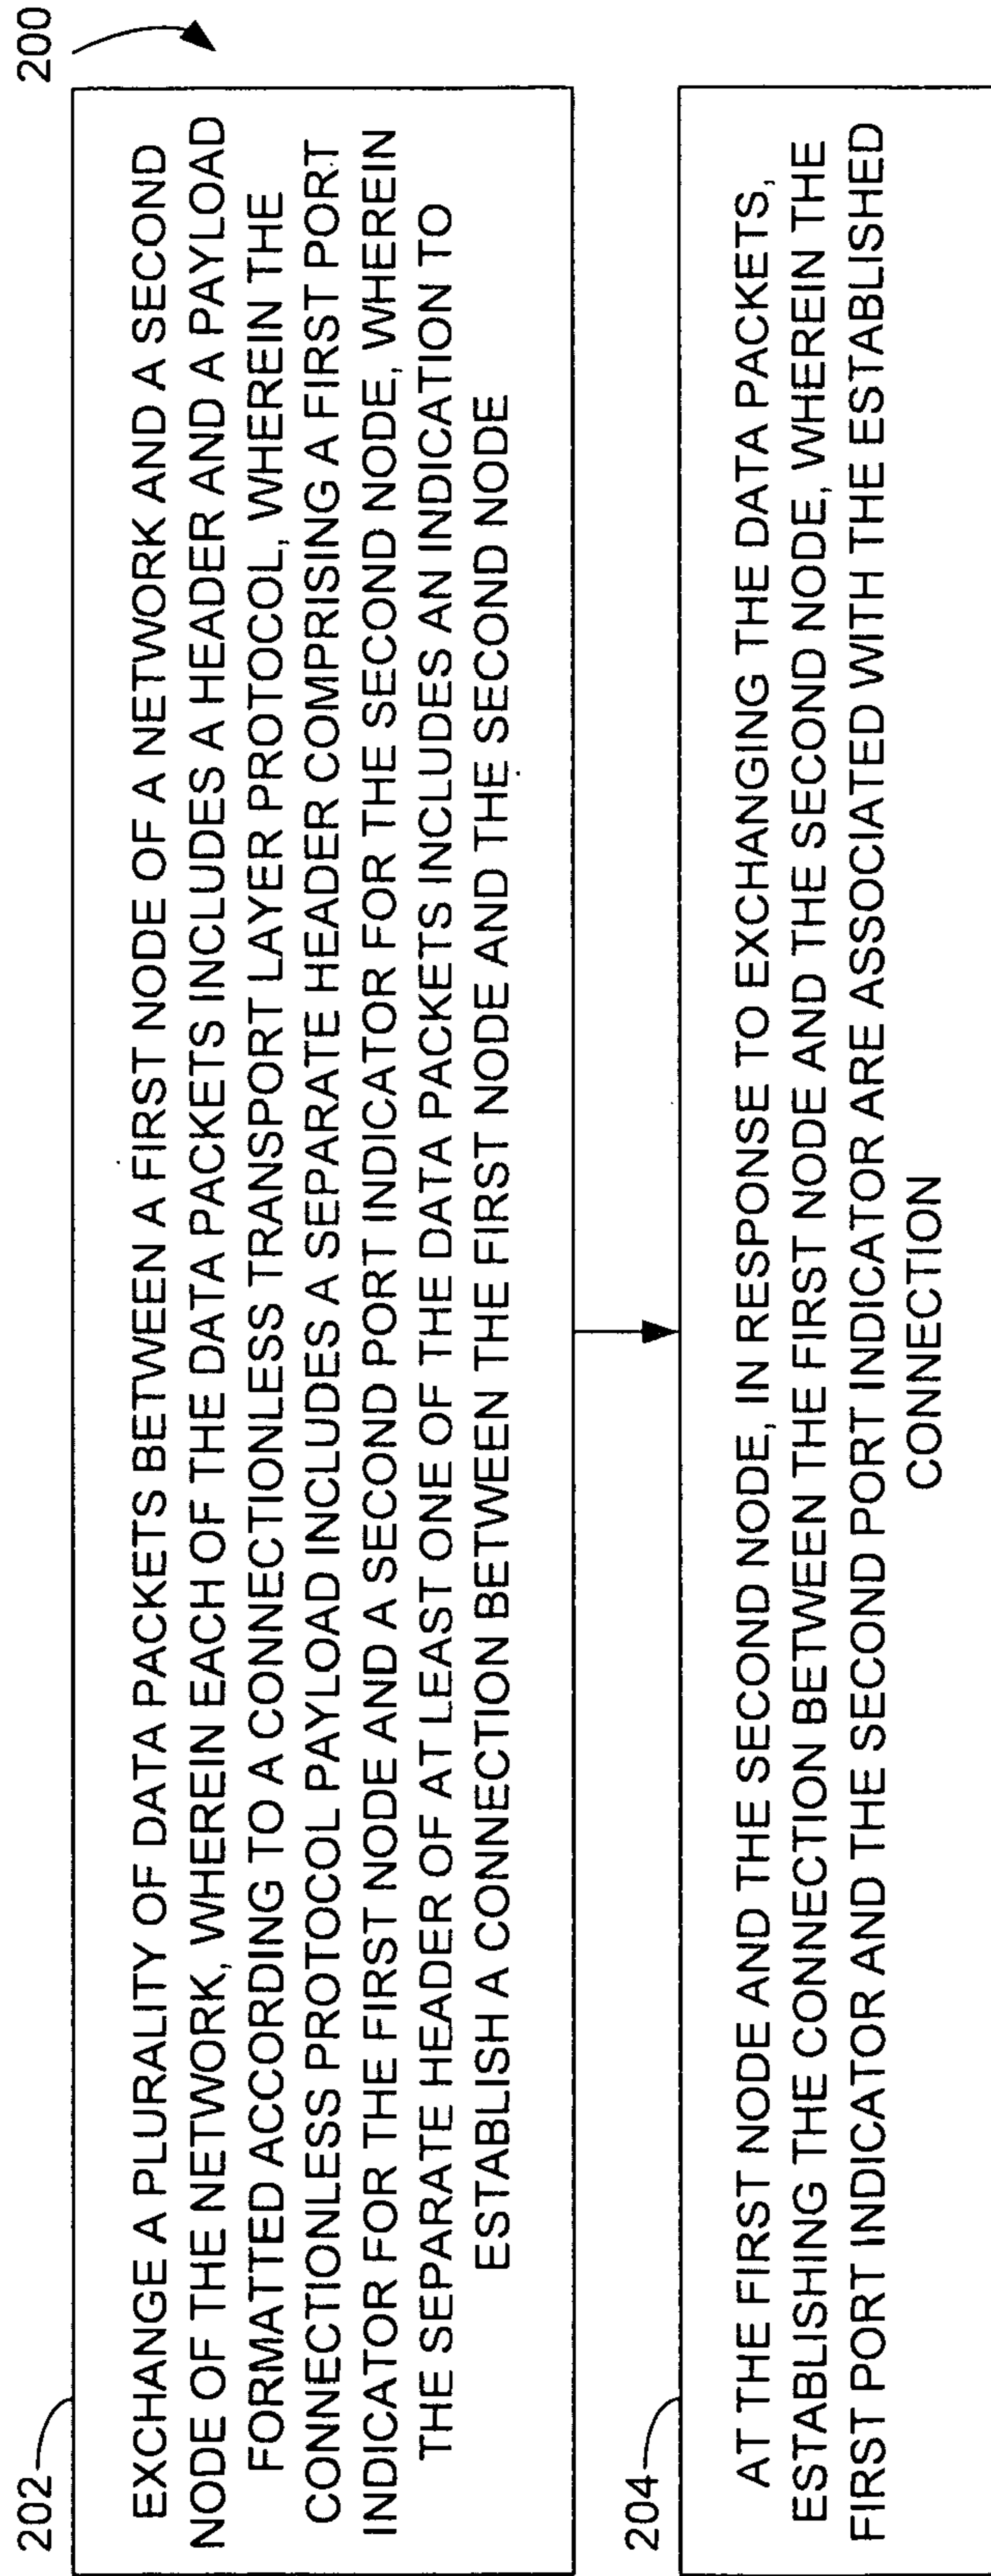 200
202
EXCHANGE A PLURALITY OF DATA PACKETS BETWEEN A FIRST NODE OF A NETWORK AND A SECOND
NODE OF THE NETWORK, WHEREIN EACH OF THE DATA PACKETS INCLUDES A HEADER AND A PAYLOAD
FORMATTED ACCORDING TO A CONNECTIONLESS TRANSPORT LAYER PROTOCOL, WHEREIN THE
CONNECTIONLESS PROTOCOL PAYLOAD INCLUDES A SEPARATE HEADER COMPRISING A FIRST PORT
INDICATOR FOR THE FIRST NODE AND A SECOND PORT INDICATOR FOR THE SECOND NODE, WHEREIN
THE SEPARATE HEADER OF AT LEAST ONE OF THE DATA PACKETS INCLUDES AN INDICATION TO
ESTABLISH A CONNECTION BETWEEN THE FIRST NODE AND THE SECOND NODE
204
AT THE FIRST NODE AND THE SECOND NODE, IN RESPONSE TO EXCHANGING THE DATA PACKETS,
ESTABLISHING THE CONNECTION BETWEEN THE FIRST NODE AND THE SECOND NODE, WHEREIN THE
FIRST PORT INDICATOR AND THE SECOND PORT INDICATOR ARE ASSOCIATED WITH THE ESTABLISHED
CONNECTION